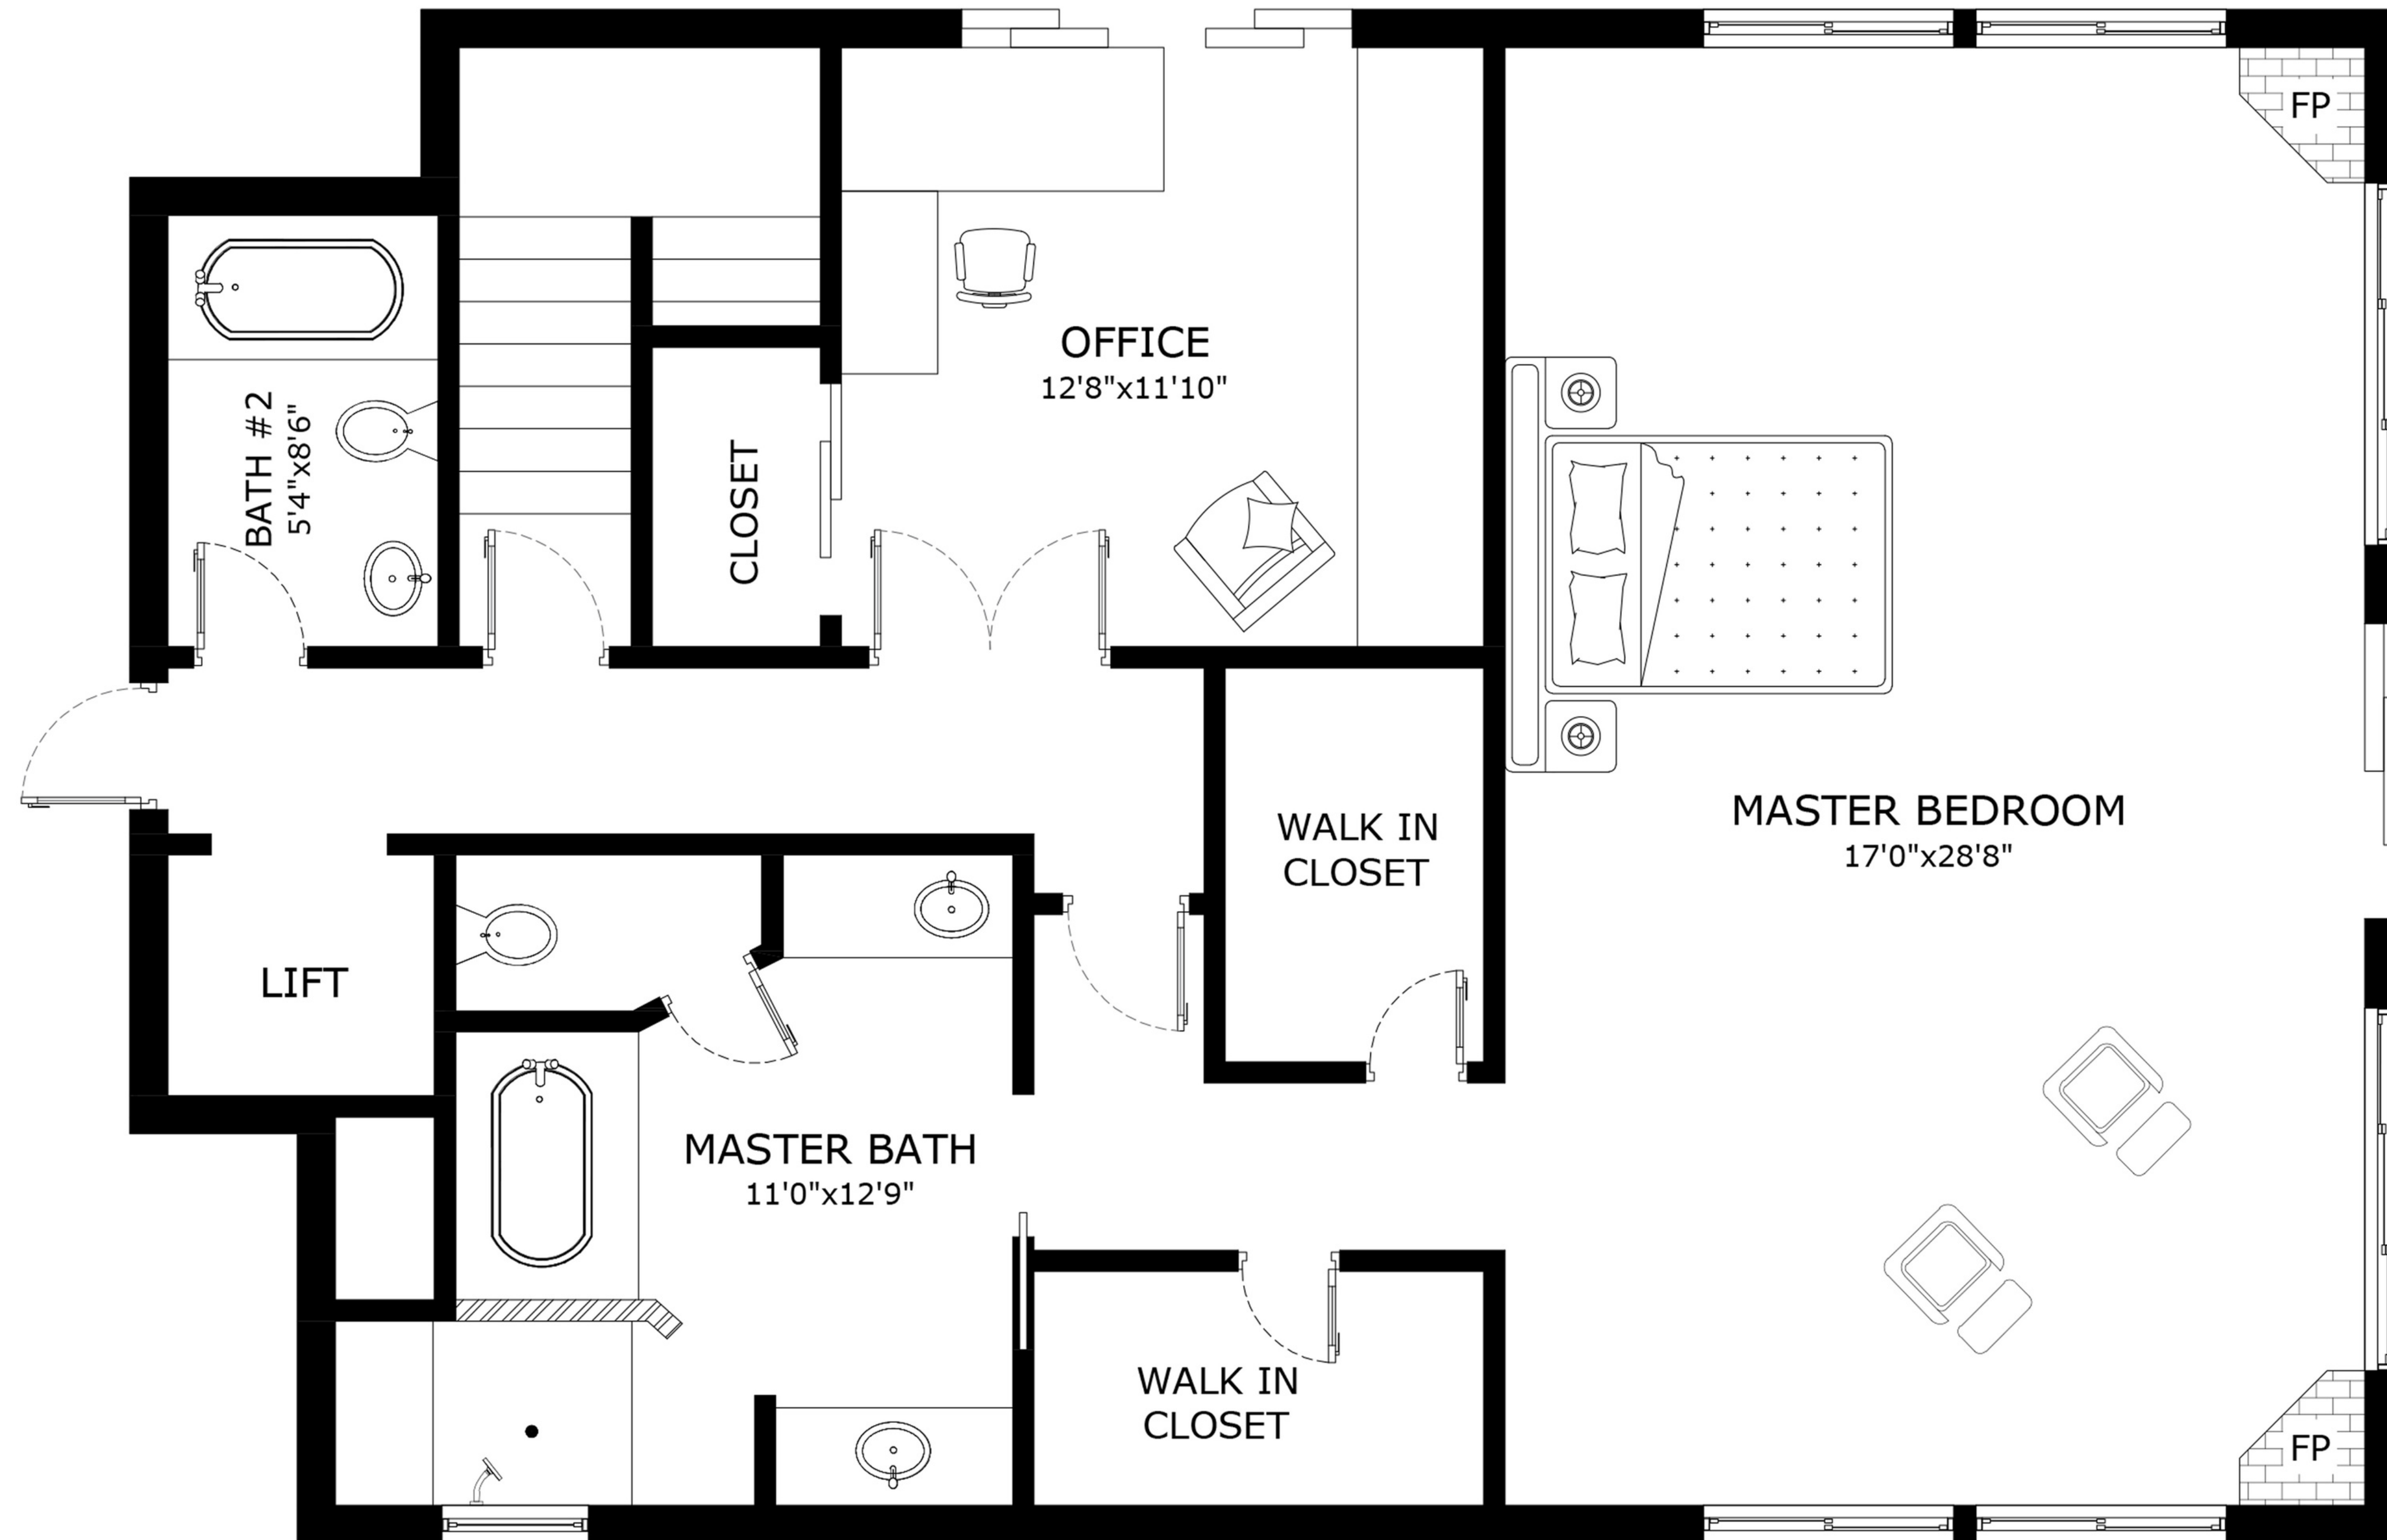 FP
OFFICE
12'8"x11'10"
BATH #2
5'4"x8'6"
CLOSET
MASTER BEDROOM
17'0"x28'8"
WALK IN
CLOSET
LIFT
MASTER BATH
11'0"x12'9"
WALK IN
CLOSET
FP